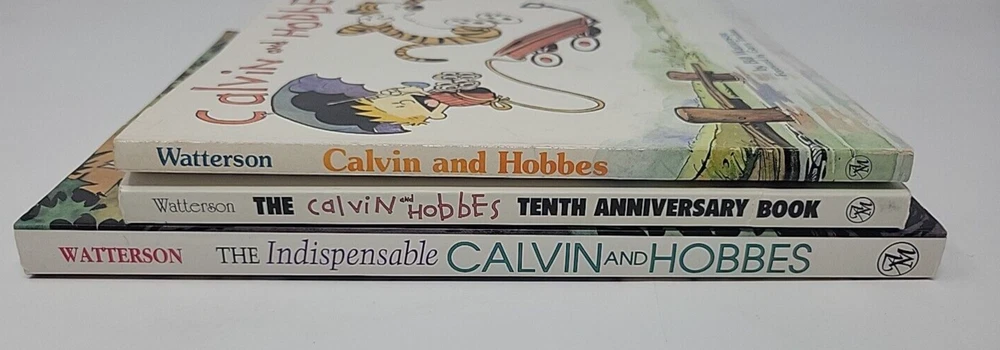 Calvin and Hobbes
Watterson Calvin and Hobbes
Watterson THE calvin and HobbEs TENTH ANNIVERSARY BOOK
WATTERSON THE Indispensable CALVIN AND HOBBES